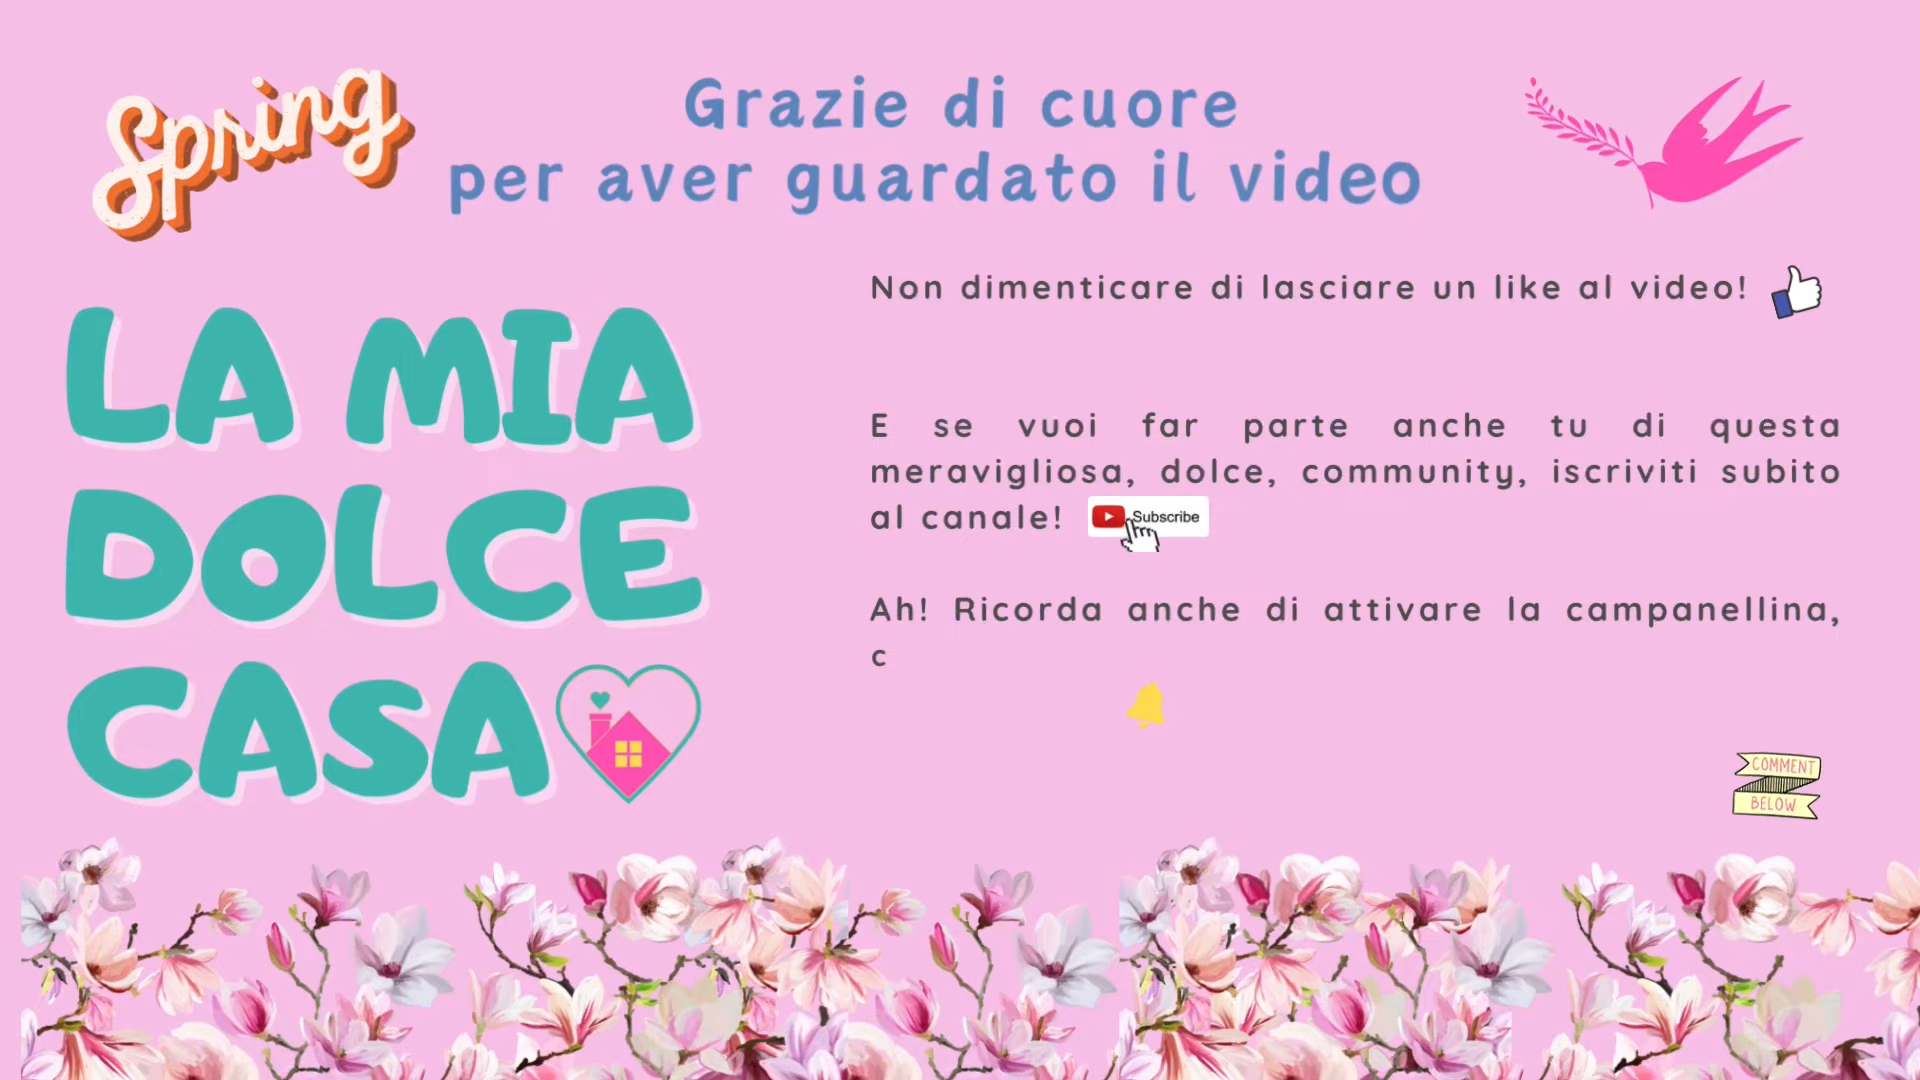 Spring
Grazie di cuore
per aver guardato il video
LA MIA
DOLCE
CASA
Non dimenticare di lasciare un like al video!
E se vuoi far parte anche tu di questa
meravigliosa, dolce, community, iscriviti subito
al canale!
Subscribe
Ah! Ricorda anche di attivare la campanellina,
c
COMMENT
BELOW